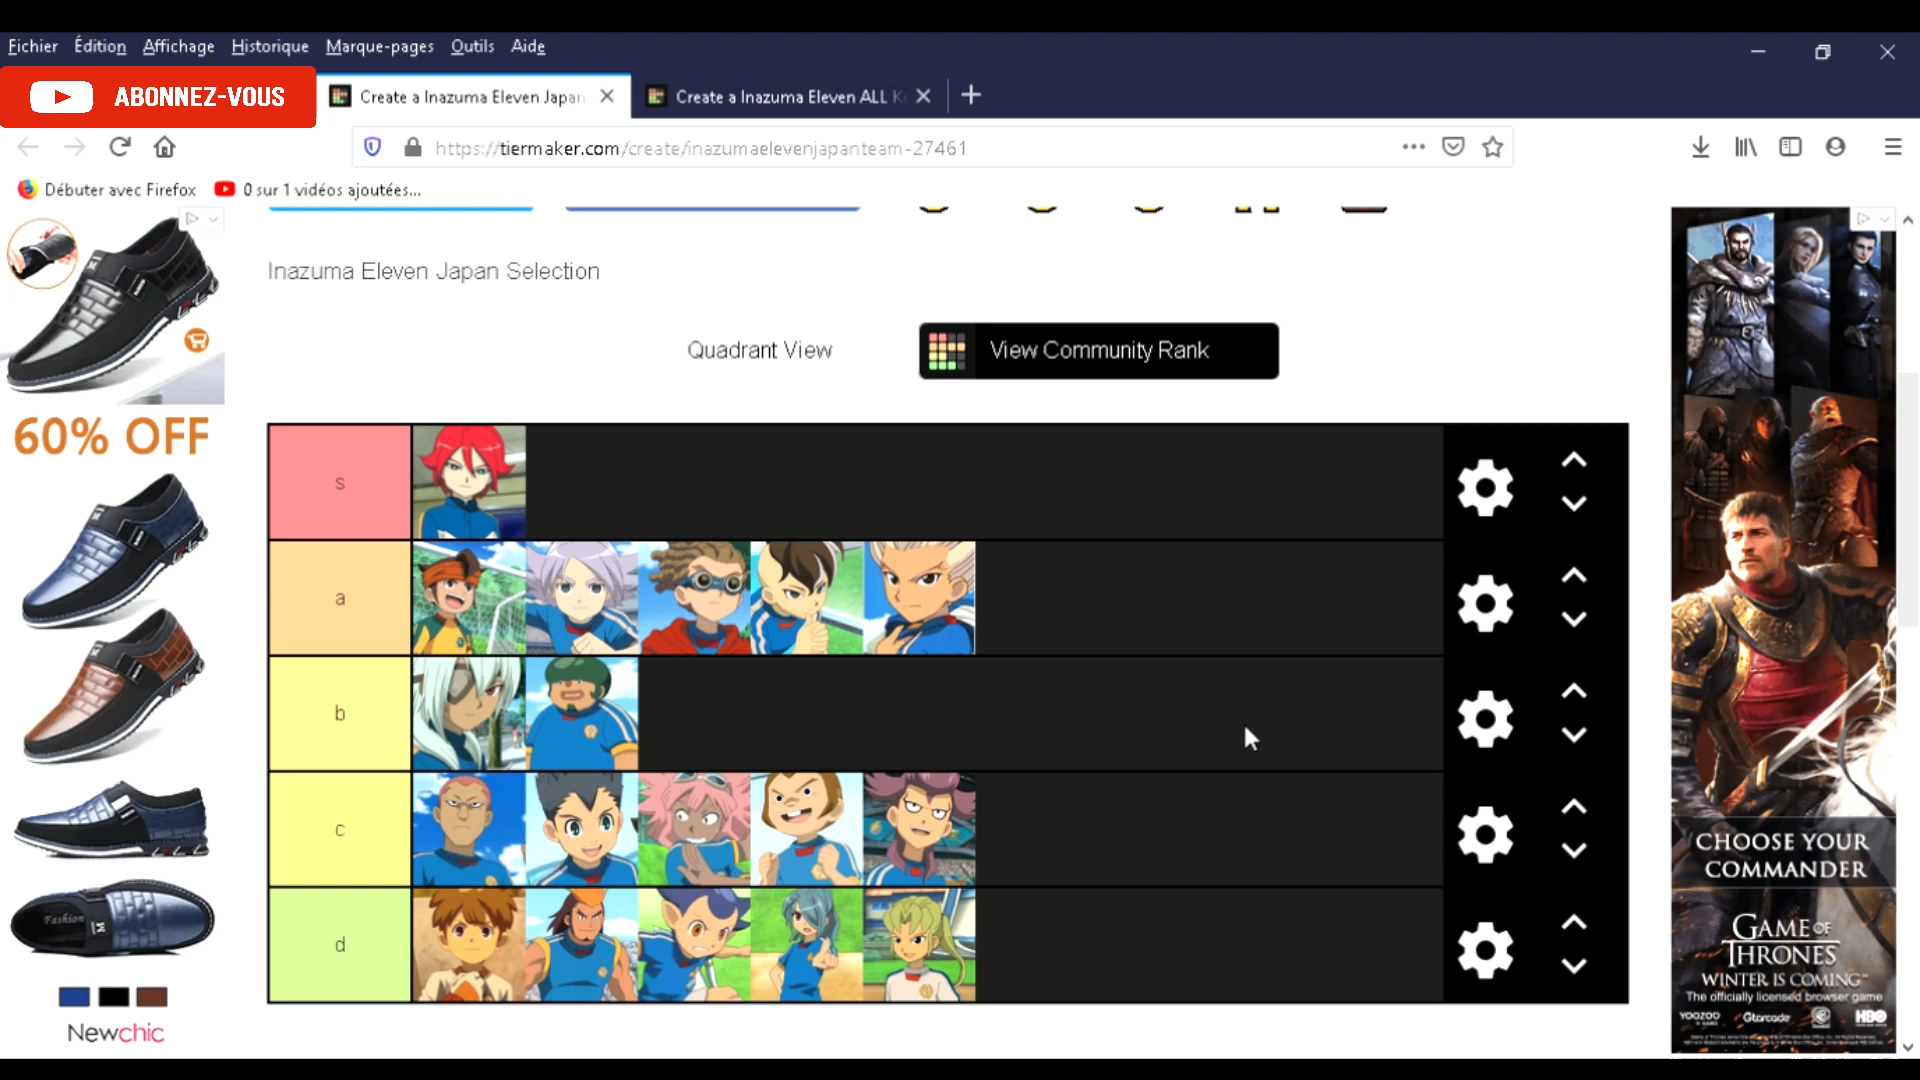 Fichier Édition Affichage Historique Marque-pages Outils Aide
ABONNEZ-VOUS
Create a Inazuma Eleven Japan
Create a Inazuma Eleven ALL
https://tiermaker.com/create/inazumaelevenjapanteam-27461
Débuter avec Firefox
0 sur 1 vidéos ajoutées...
Inazuma Eleven Japan Selection
Quadrant View
View Community Rank
s
a
b
c
d
60% OFF
Fashion
Newchic
CHOOSE YOUR
COMMANDER
GAME OF
THRONES
WINTER IS COMING
The officially licensed browser game
YOOZOO
Gtarcade
HBO